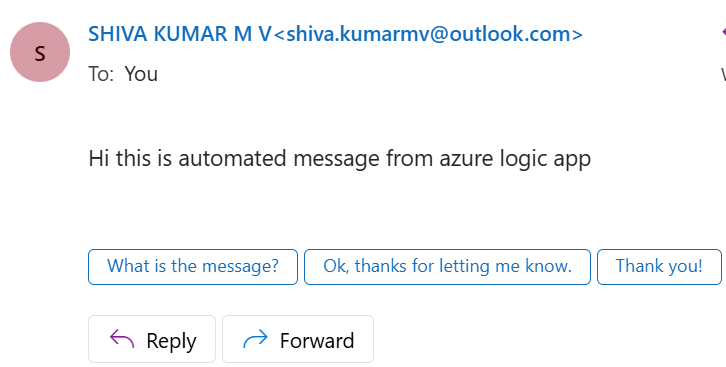 S
SHIVA KUMAR M V<shiva.kumarmv@outlook.com>
To: You
Hi this is automated message from azure logic app
What is the message? Ok, thanks for letting me know. Thank you!
Reply Forward